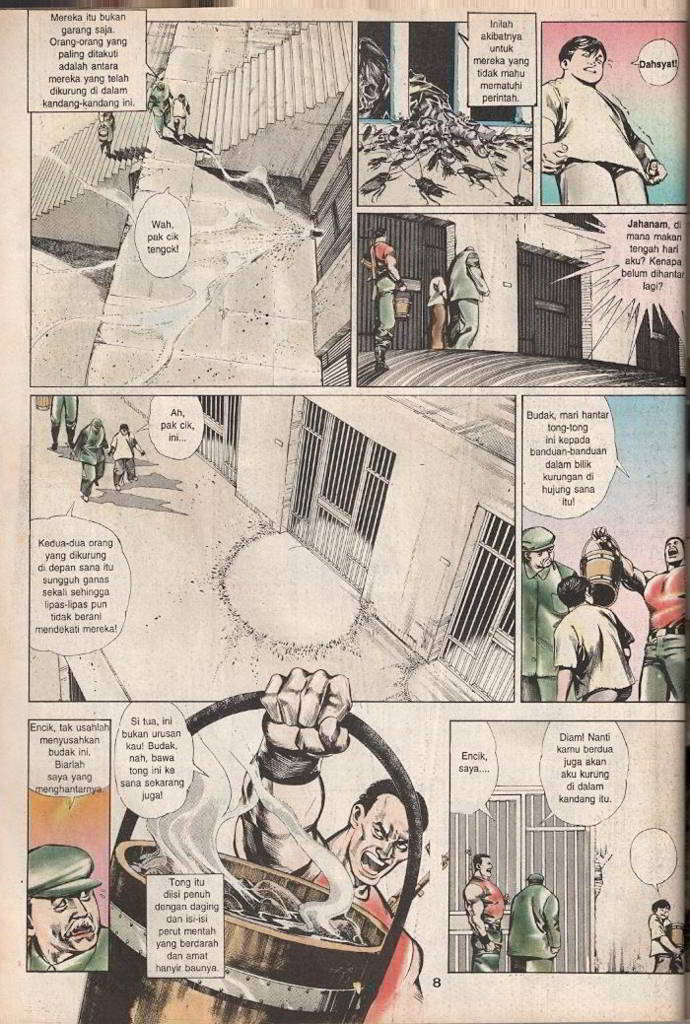 Mereka itu bukan
garang saja.
Orang-orang yang
paling ditakuti
adalah antara
mereka yang telah
dikurung di dalam
kandang-kandang ini.
Wah,
pak cik
tengok!
Inilah
akibatnya
untuk
mereka yang
tidak mahu
mematuhi
perintah.
Dahsyat!
Jahanam, di
mana makan
tengah hari
aku? Kenapa
belum dihantar
lagi?
Ah,
pak cik,
ini...
Kedua-dua orang
yang dikurung
di depan sana itu
sungguh ganas
sekali sehingga
lipas-lipas pun
tidak berani
mendekati mereka!
Budak, mari hantar
tong-tong
ini kepada
banduan-banduan
dalam bilik
kurungan di
hujung sana
itu!
Encik, tak usahlah
menyusahkan
budak ini.
Biarlah
saya yang
menghantarnya.
Si tua, ini
bukan urusan
kau! Budak,
nah, bawa
tong ini ke
sana sekarang
juga!
Tong itu
diisi penuh
dengan daging
dan isi-isi
perut mentah
yang berdarah
dan amat
hanyir baunya.
Encik,
saya....
Diam! Nanti
kamu berdua
juga akan
aku kurung
di dalam
kandang itu.
8